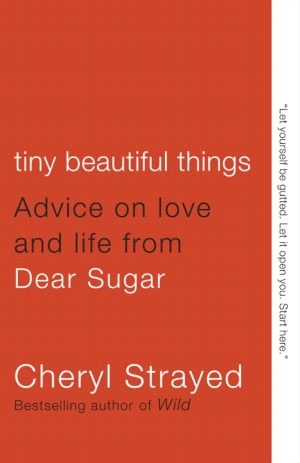 tiny beautiful things
Advice on love
and life from
Dear Sugar
Cheryl Strayed
Bestselling author of Wild
"Let yourself be gutted. Let it open you. Start here."